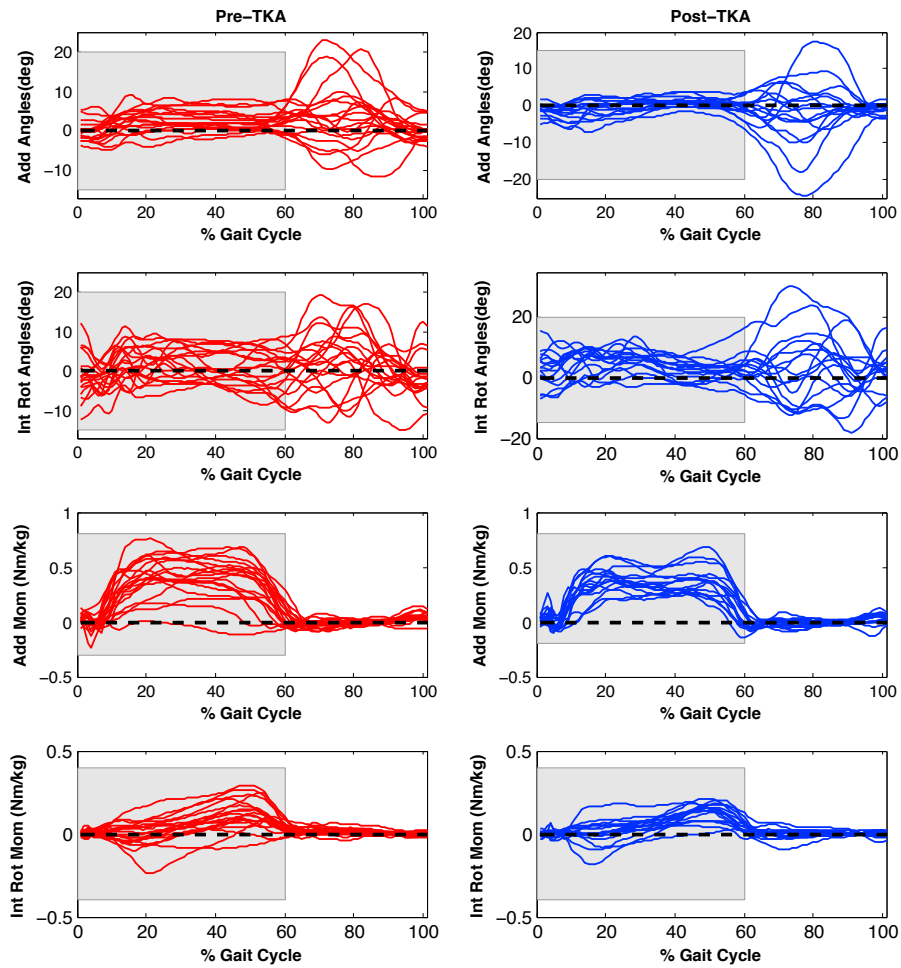 Pre-TKA
Post-TKA
Add Angles(deg)
20
10
0
-10
0 20 40 60 80 100
% Gait Cycle
Add Angles(deg)
20
10
0
-10
-20
0 20 40 60 80 100
% Gait Cycle
Int Rot Angles(deg)
20
10
0
-10
0 20 40 60 80 100
% Gait Cycle
Int Rot Angles(deg)
20
0
-20
0 20 40 60 80 100
% Gait Cycle
Add Mom (Nm/kg)
1
0.5
0
-0.5
0 20 40 60 80 100
% Gait Cycle
Add Mom (Nm/kg)
1
0.5
0
-0.5
0 20 40 60 80 100
% Gait Cycle
Int Rot Mom (Nm/kg)
0.5
0
-0.5
0 20 40 60 80 100
% Gait Cycle
Int Rot Mom (Nm/kg)
0.5
0
-0.5
0 20 40 60 80 100
% Gait Cycle